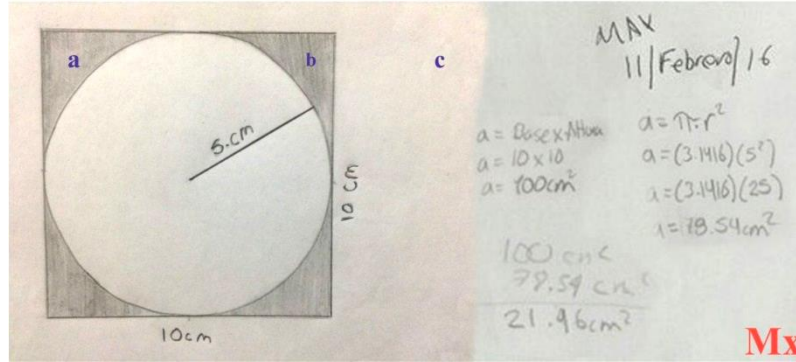 a
b
c
5.cm
10 cm
10cm
MAX
11/Febrero/16
a = Base x Altura
a = 10 x 10
a = 100cm²
a = π·r²
a = (3.1416)(5²)
a = (3.1416)(25)
a = 78.54cm²
100 cm²
78.54 cm²
21.96cm²
Mx